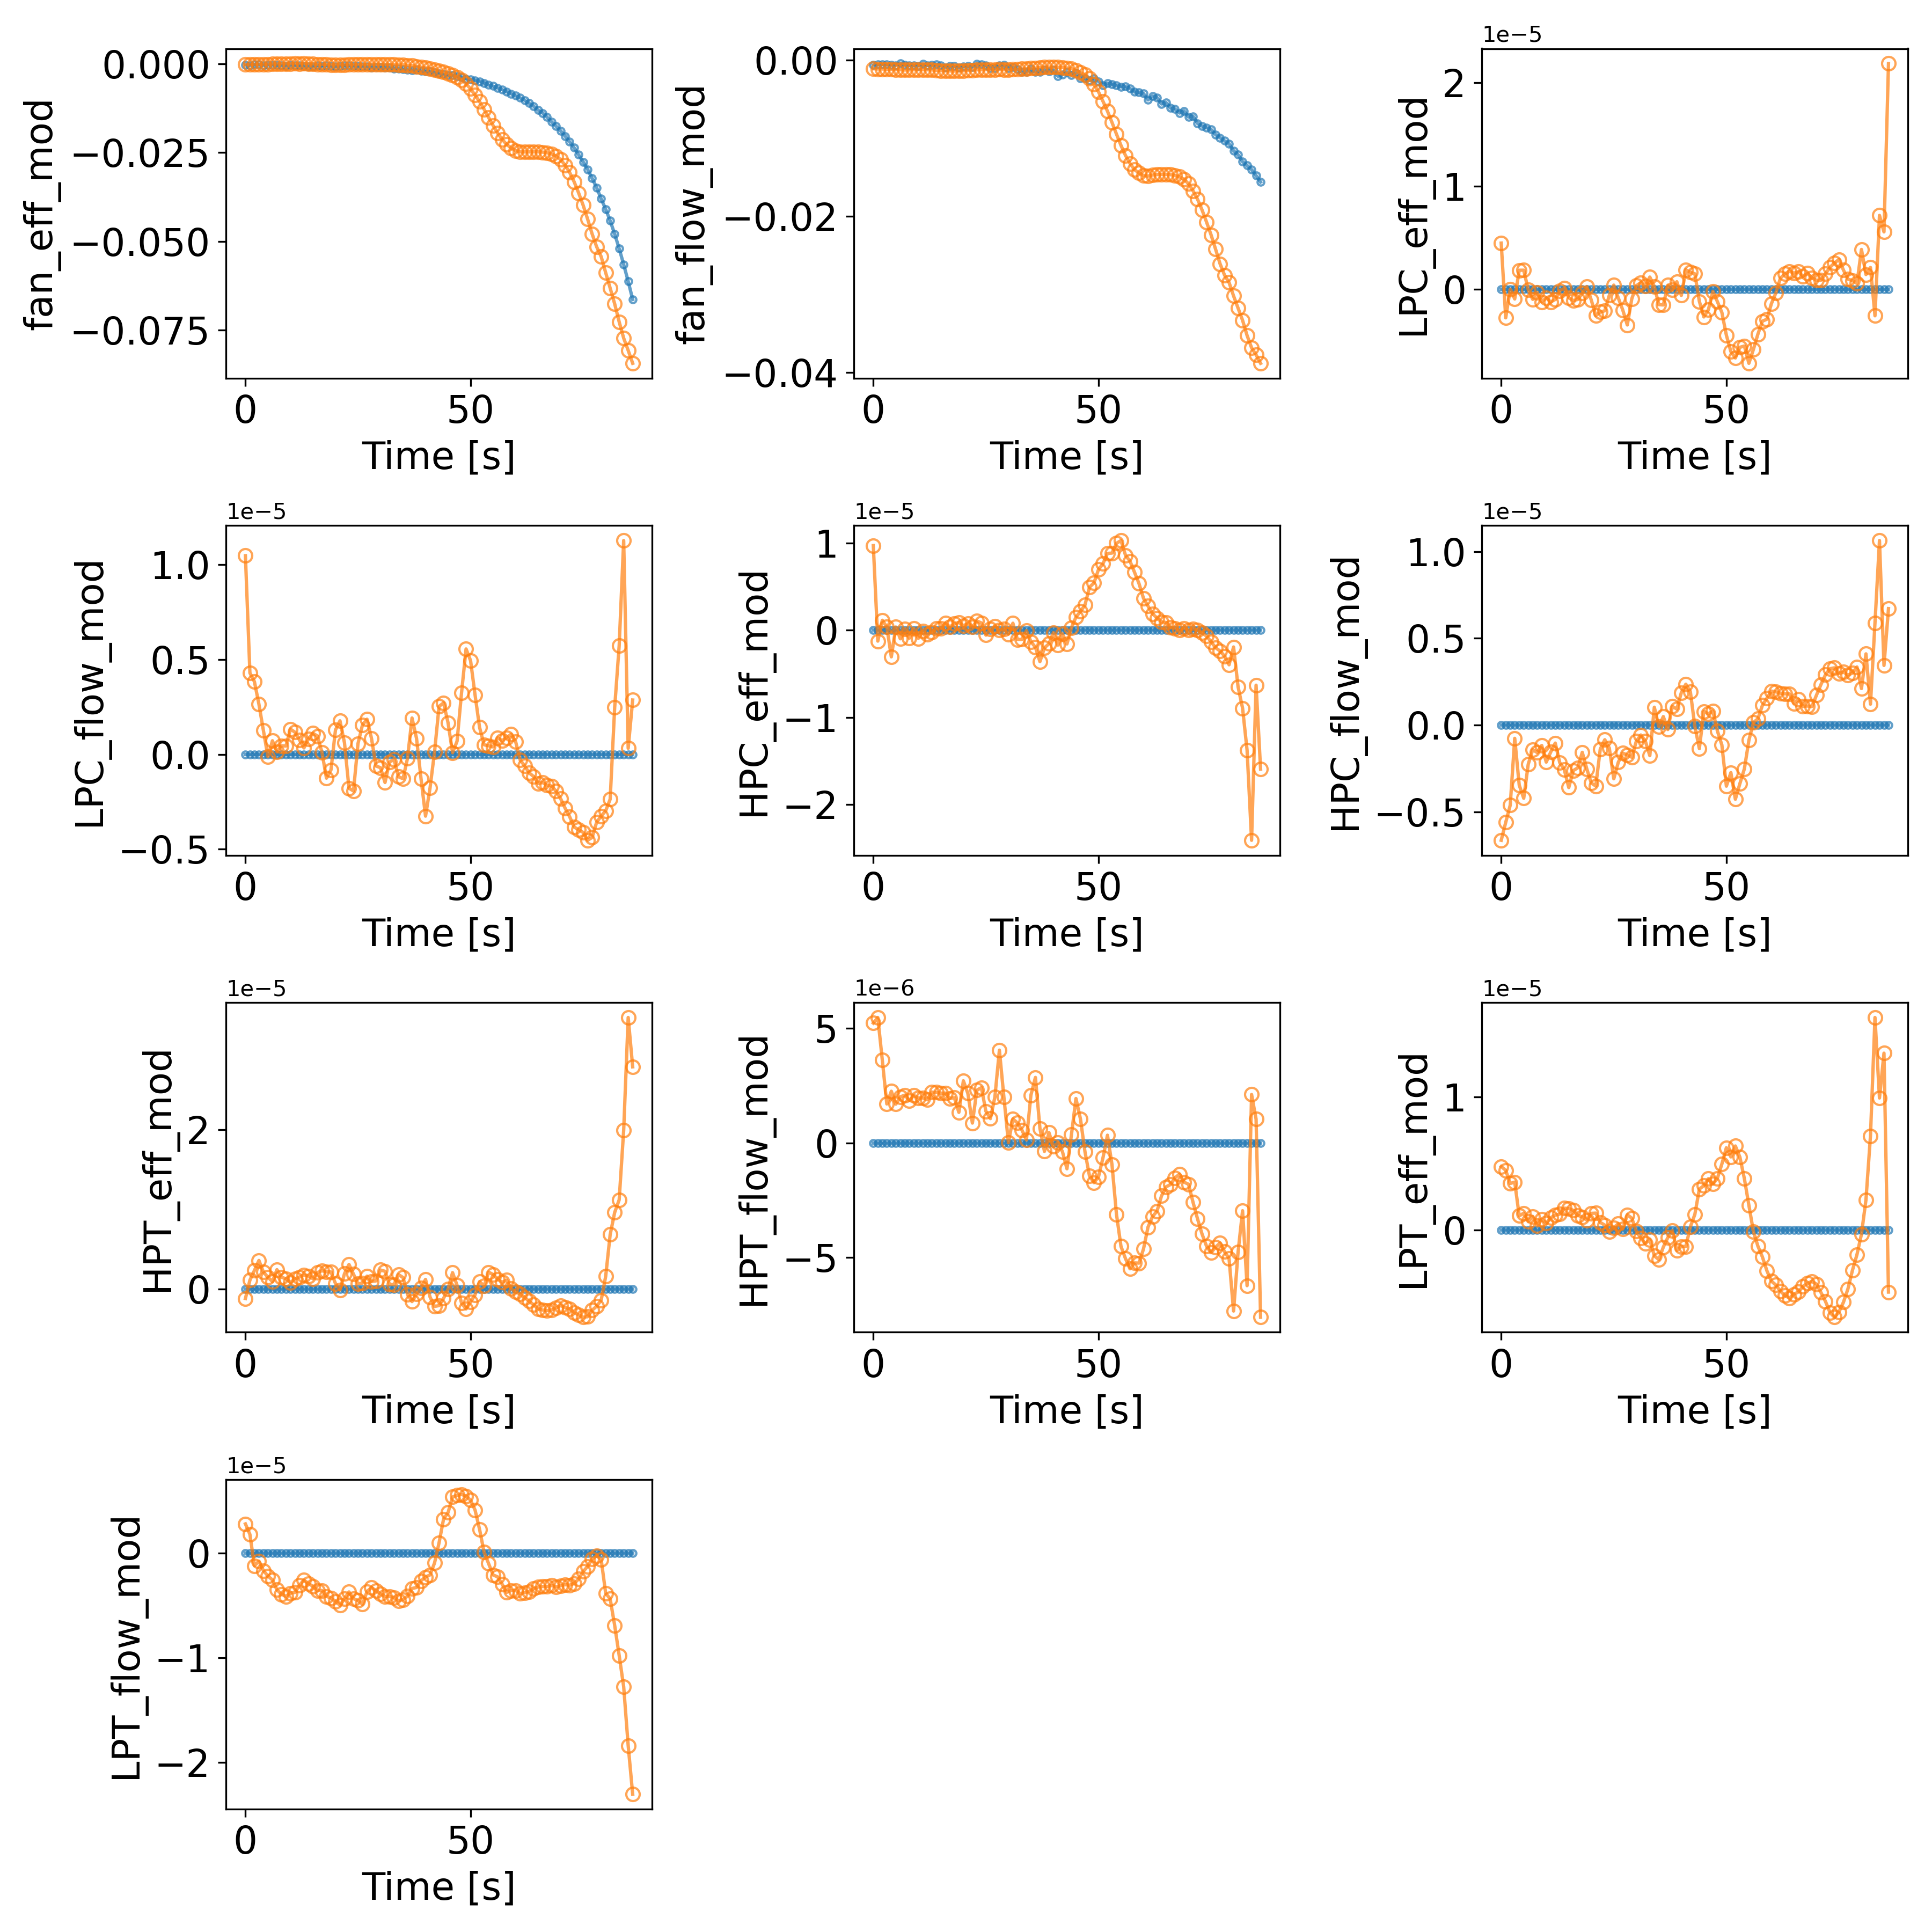 0.000
−0.025
−0.050
−0.075
fan_eff_mod
0 50
Time [s]
0.00
−0.02
−0.04
fan_flow_mod
0 50
Time [s]
1e−5
2
1
0
LPC_eff_mod
0 50
Time [s]
1e−5
1.0
0.5
0.0
−0.5
LPC_flow_mod
0 50
Time [s]
1e−5
1
0
−1
−2
HPC_eff_mod
0 50
Time [s]
1e−5
1.0
0.5
0.0
−0.5
HPC_flow_mod
0 50
Time [s]
1e−5
2
0
HPT_eff_mod
0 50
Time [s]
1e−6
5
0
−5
HPT_flow_mod
0 50
Time [s]
1e−5
1
0
LPT_eff_mod
0 50
Time [s]
1e−5
0
−1
−2
LPT_flow_mod
0 50
Time [s]